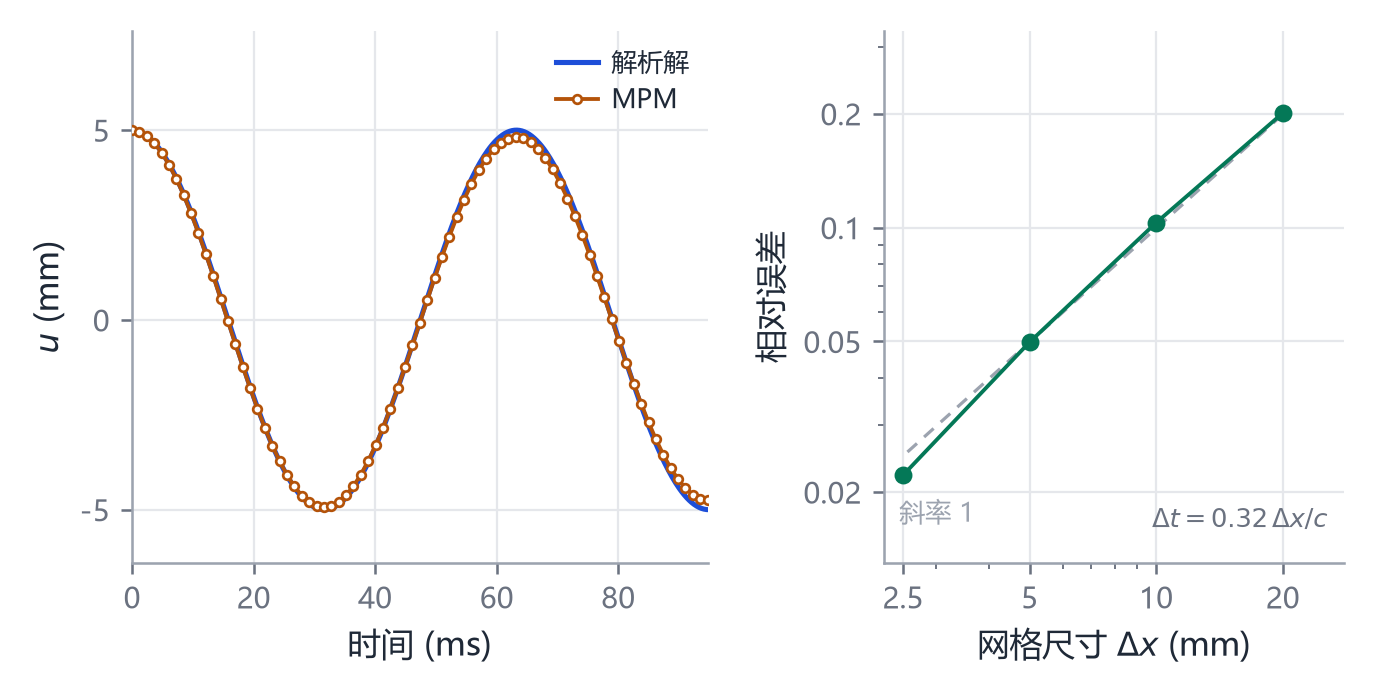 解析解
MPM
5
0
-5
u (mm)
0 20 40 60 80
时间 (ms)
0.2
0.1
0.05
0.02
相对误差
斜率 1
Δt = 0.32 Δx/c
2.5 5 10 20
网格尺寸 Δx (mm)